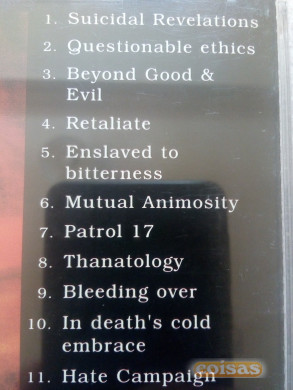 1. Suicidal Revelations
2. Questionable ethics
3. Beyond Good &
Evil
4. Retaliate
5. Enslaved to
bitterness
6. Mutual Animosity
7. Patrol 17
8. Thanatology
9. Bleeding over
10. In death's cold
embrace
coisas
11. Hate Campaign